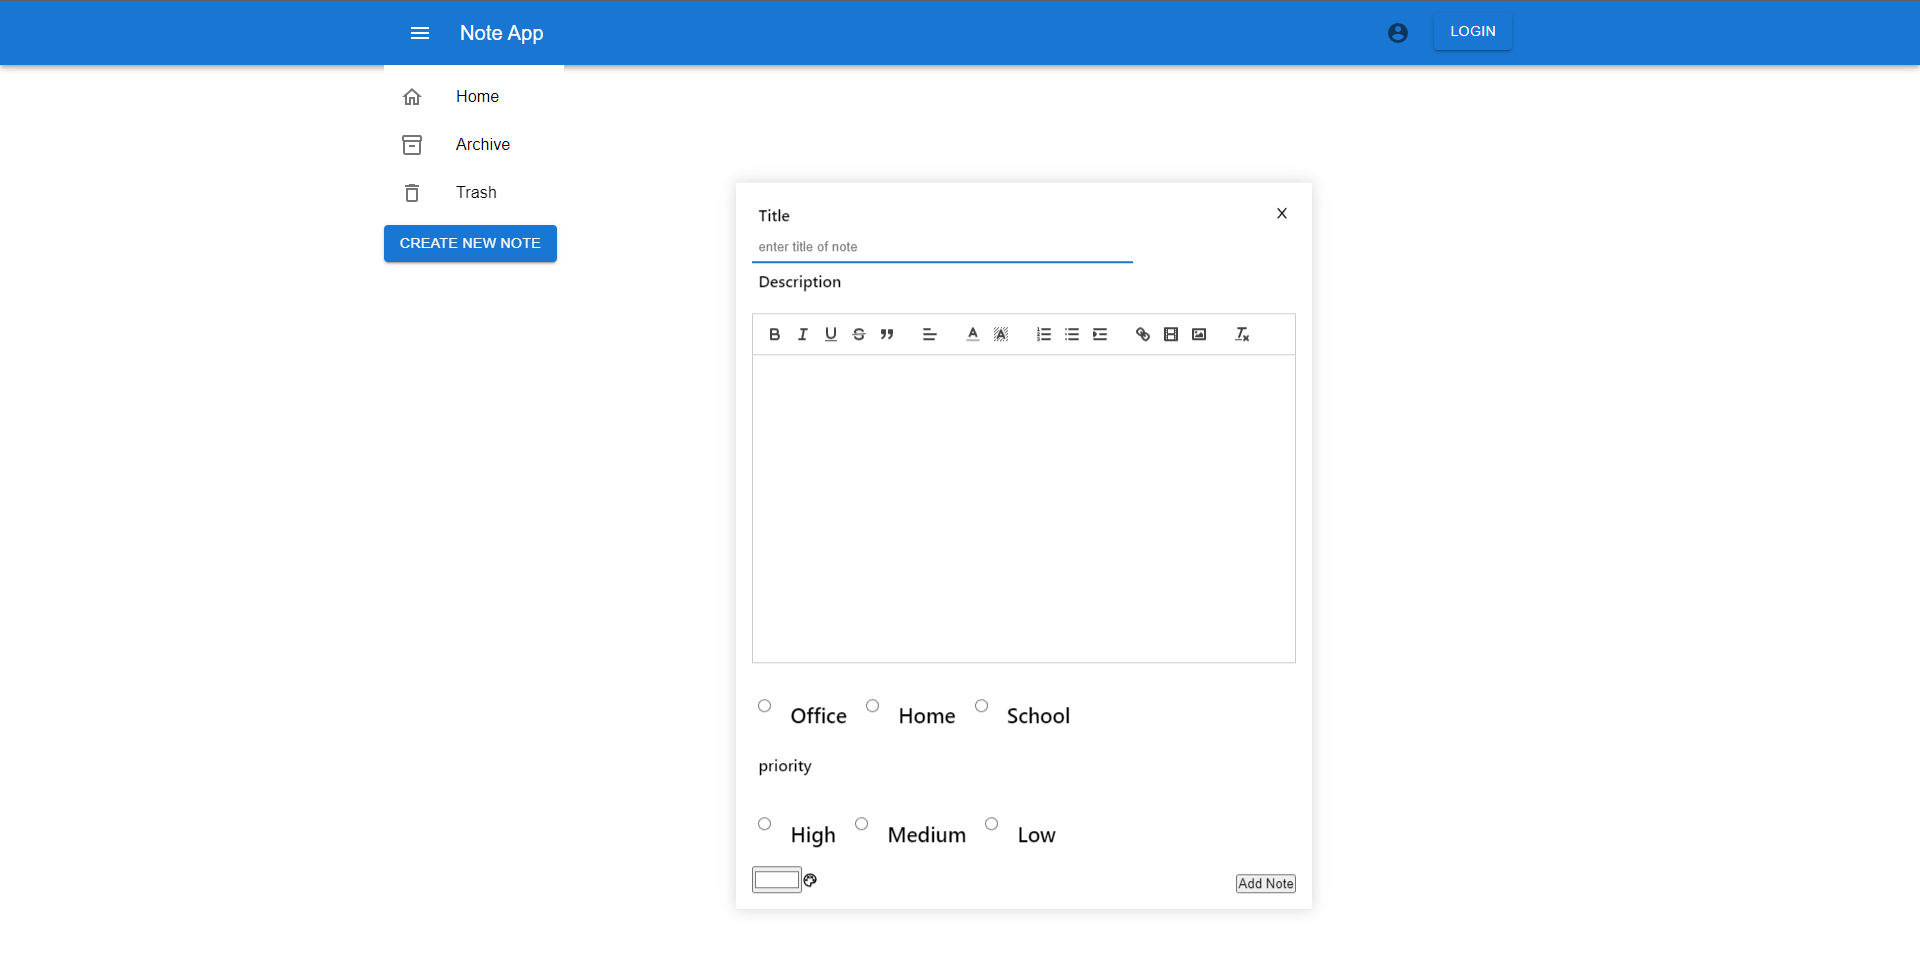 Note App
LOGIN
Home
Archive
Trash
CREATE NEW NOTE
Title
X
enter title of note
Description
Office Home School
priority
High Medium Low
Add Note